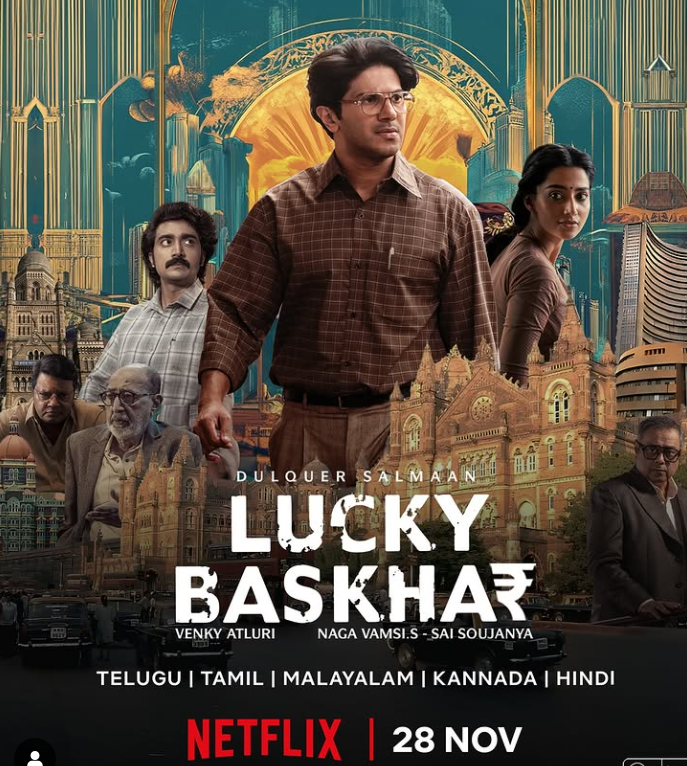 DULQUER SALMAAN
LUCKY
BASKHA₹
VENKY ATLURI NAGA VAMSI.S - SAI SOUJANYA
TELUGU | TAMIL | MALAYALAM | KANNADA | HINDI
NETFLIX | 28 NOV